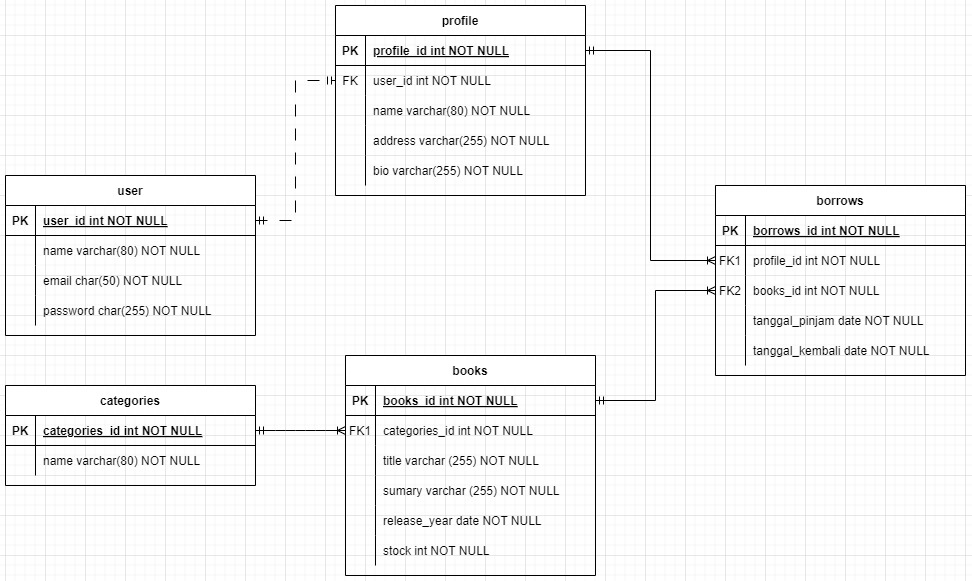 profile
PK profile_id int NOT NULL
FK user_id int NOT NULL
name varchar(80) NOT NULL
address varchar(255) NOT NULL
bio varchar(255) NOT NULL
user
PK user_id int NOT NULL
name varchar(80) NOT NULL
email char(50) NOT NULL
password char(255) NOT NULL
borrows
PK borrows_id int NOT NULL
FK1 profile_id int NOT NULL
FK2 books_id int NOT NULL
tanggal_pinjam date NOT NULL
tanggal_kembali date NOT NULL
categories
PK categories_id int NOT NULL
name varchar(80) NOT NULL
books
PK books_id int NOT NULL
FK1 categories_id int NOT NULL
title varchar (255) NOT NULL
sumary varchar (255) NOT NULL
release_year date NOT NULL
stock int NOT NULL